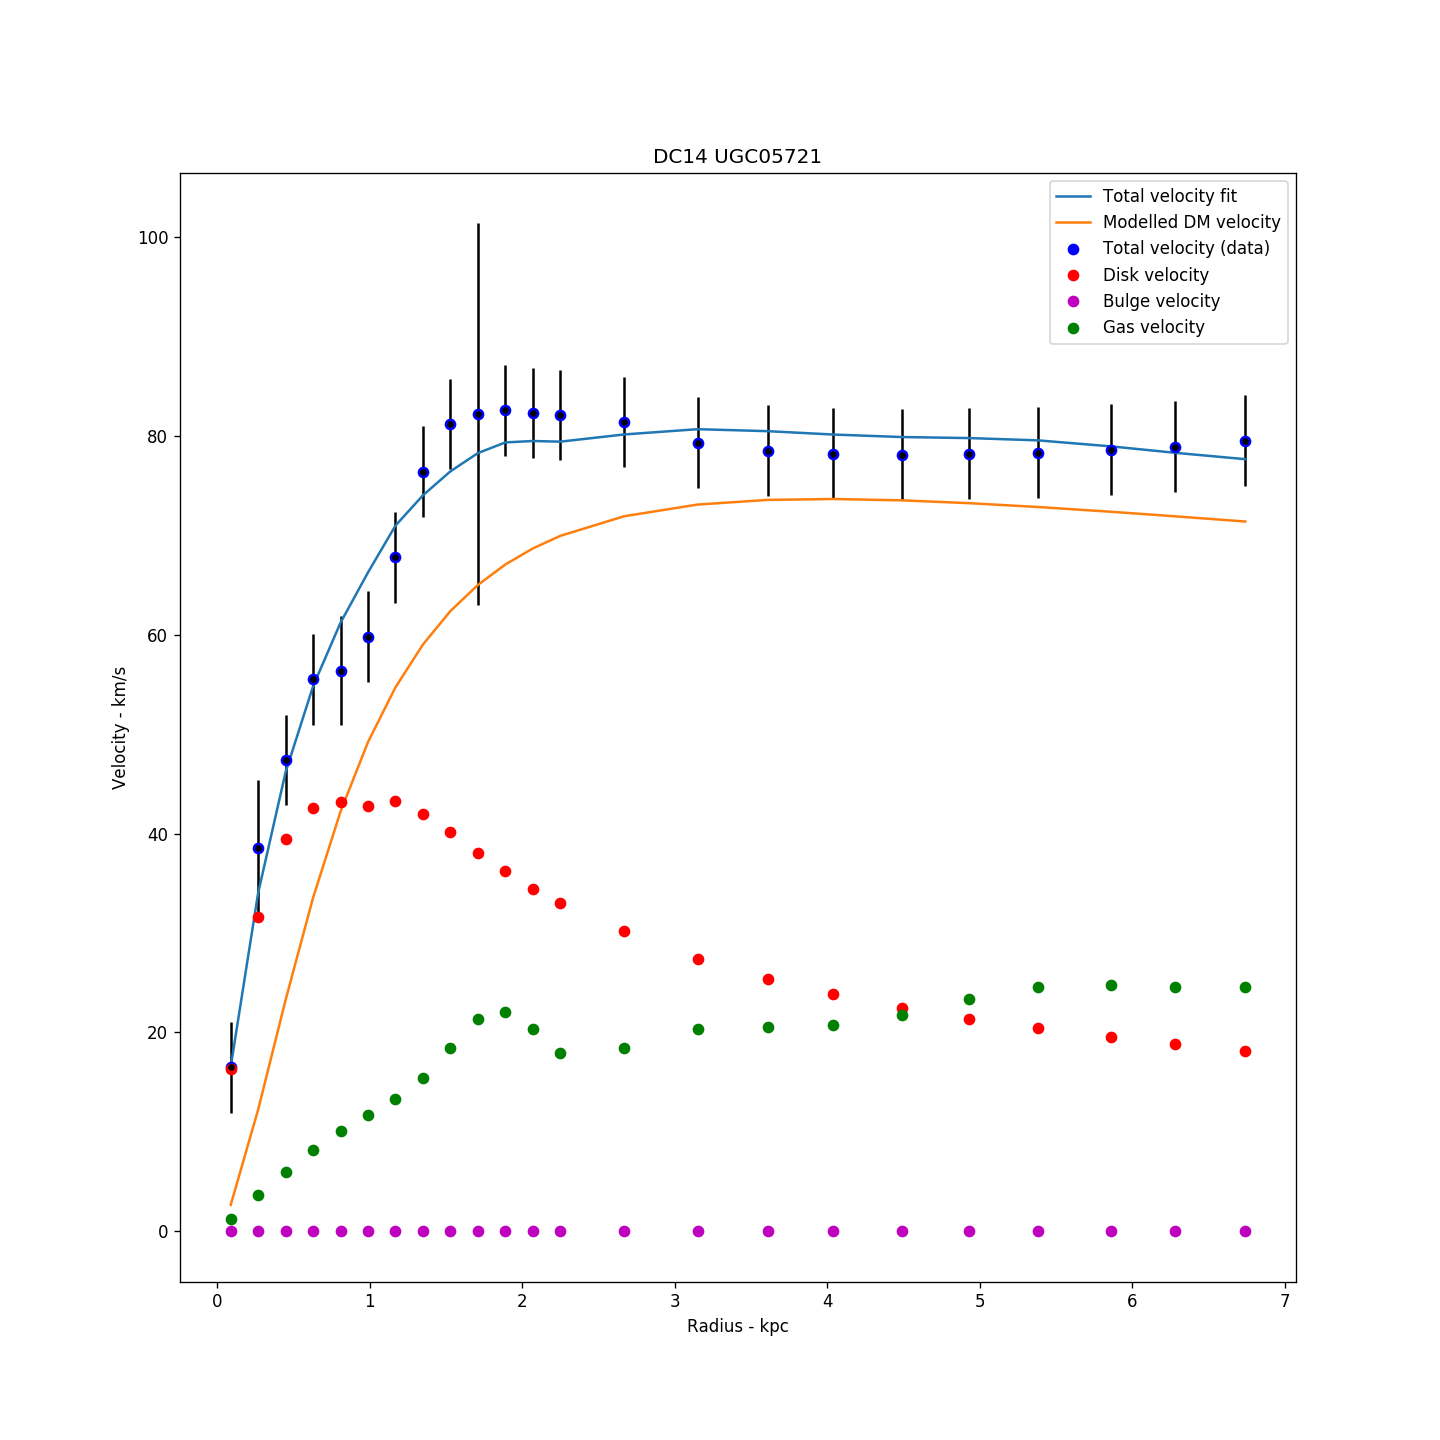 DC14 UGC05721
Total velocity fit
Modelled DM velocity
Total velocity (data)
Disk velocity
Bulge velocity
Gas velocity
100
80
60
40
20
0
Velocity - km/s
0 1 2 3 4 5 6 7
Radius - kpc